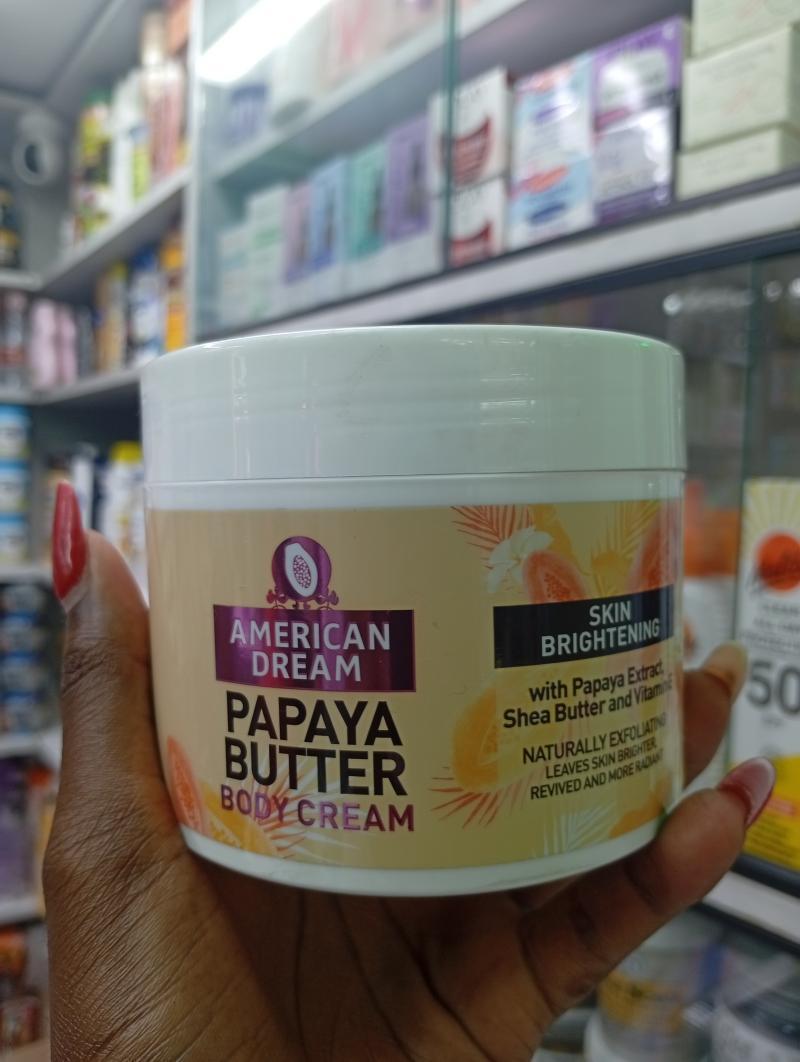 AMERICAN
DREAM
PAPAYA
BUTTER
BODY CREAM
SKIN
BRIGHTENING
with Papaya Extract,
Shea Butter and Vitamin E
NATURALLY EXFOLIATING
LEAVES SKIN BRIGHTER,
REVIVED AND MORE RADIANT
50